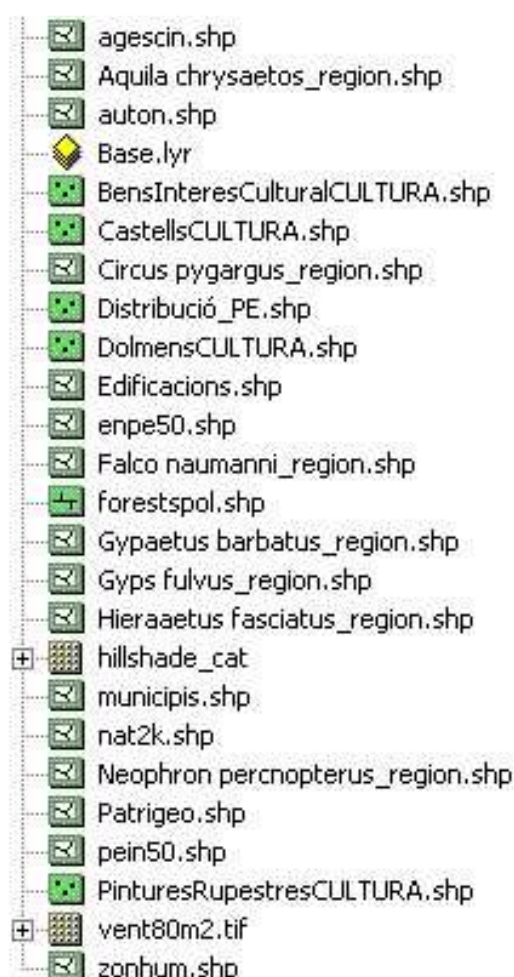 agescin.shp
Aquila chrysaetos_region.shp
auton.shp
Base.lyr
BensInteresCulturalCULTURA.shp
CastellsCULTURA.shp
Circus pygargus_region.shp
Distribució_PE.shp
DolmensCULTURA.shp
Edificacions.shp
enpe50.shp
Falco naumanni_region.shp
forestspol.shp
Gypaetus barbatus_region.shp
Gyps fulvus_region.shp
Hieraaetus fasciatus_region.shp
hillshade_cat
municipis.shp
nat2k.shp
Neophron percnopterus_region.shp
Patrigeo.shp
pein50.shp
PinturesRupestresCULTURA.shp
vent80m2.tif
zonhum.shp